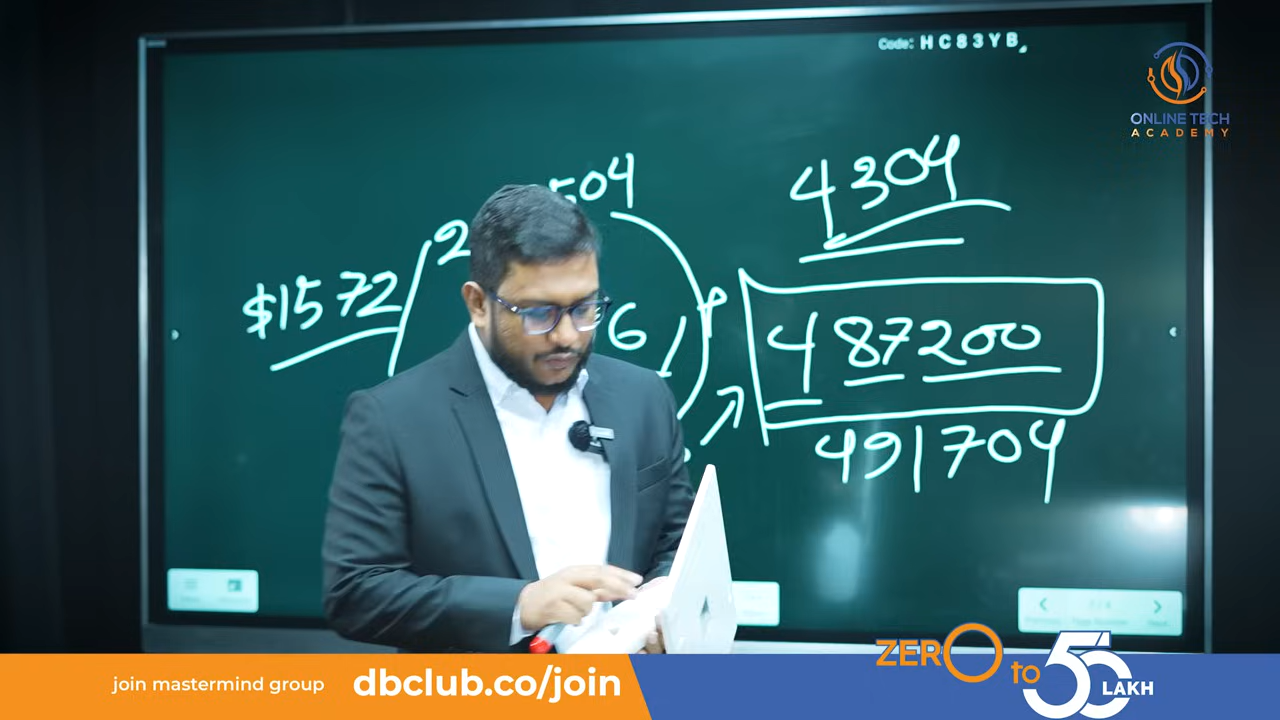 Code: HC83YB
ONLINE TECH
ACADEMY
504
4304
$1572
2
6
487200
491704
join mastermind group
dbclub.co/join
ZERO to 50 LAKH